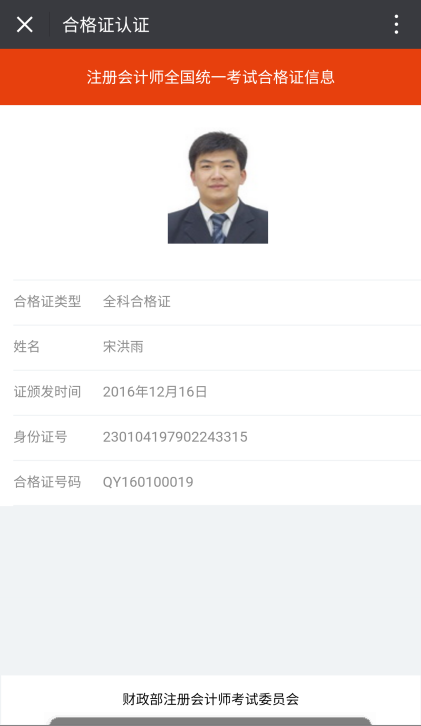 合格证认证
注册会计师全国统一考试合格证信息
合格证类型 全科合格证
姓名 宋洪雨
证颁发时间 2016年12月16日
身份证号 230104197902243315
合格证号码 QY160100019
财政部注册会计师考试委员会